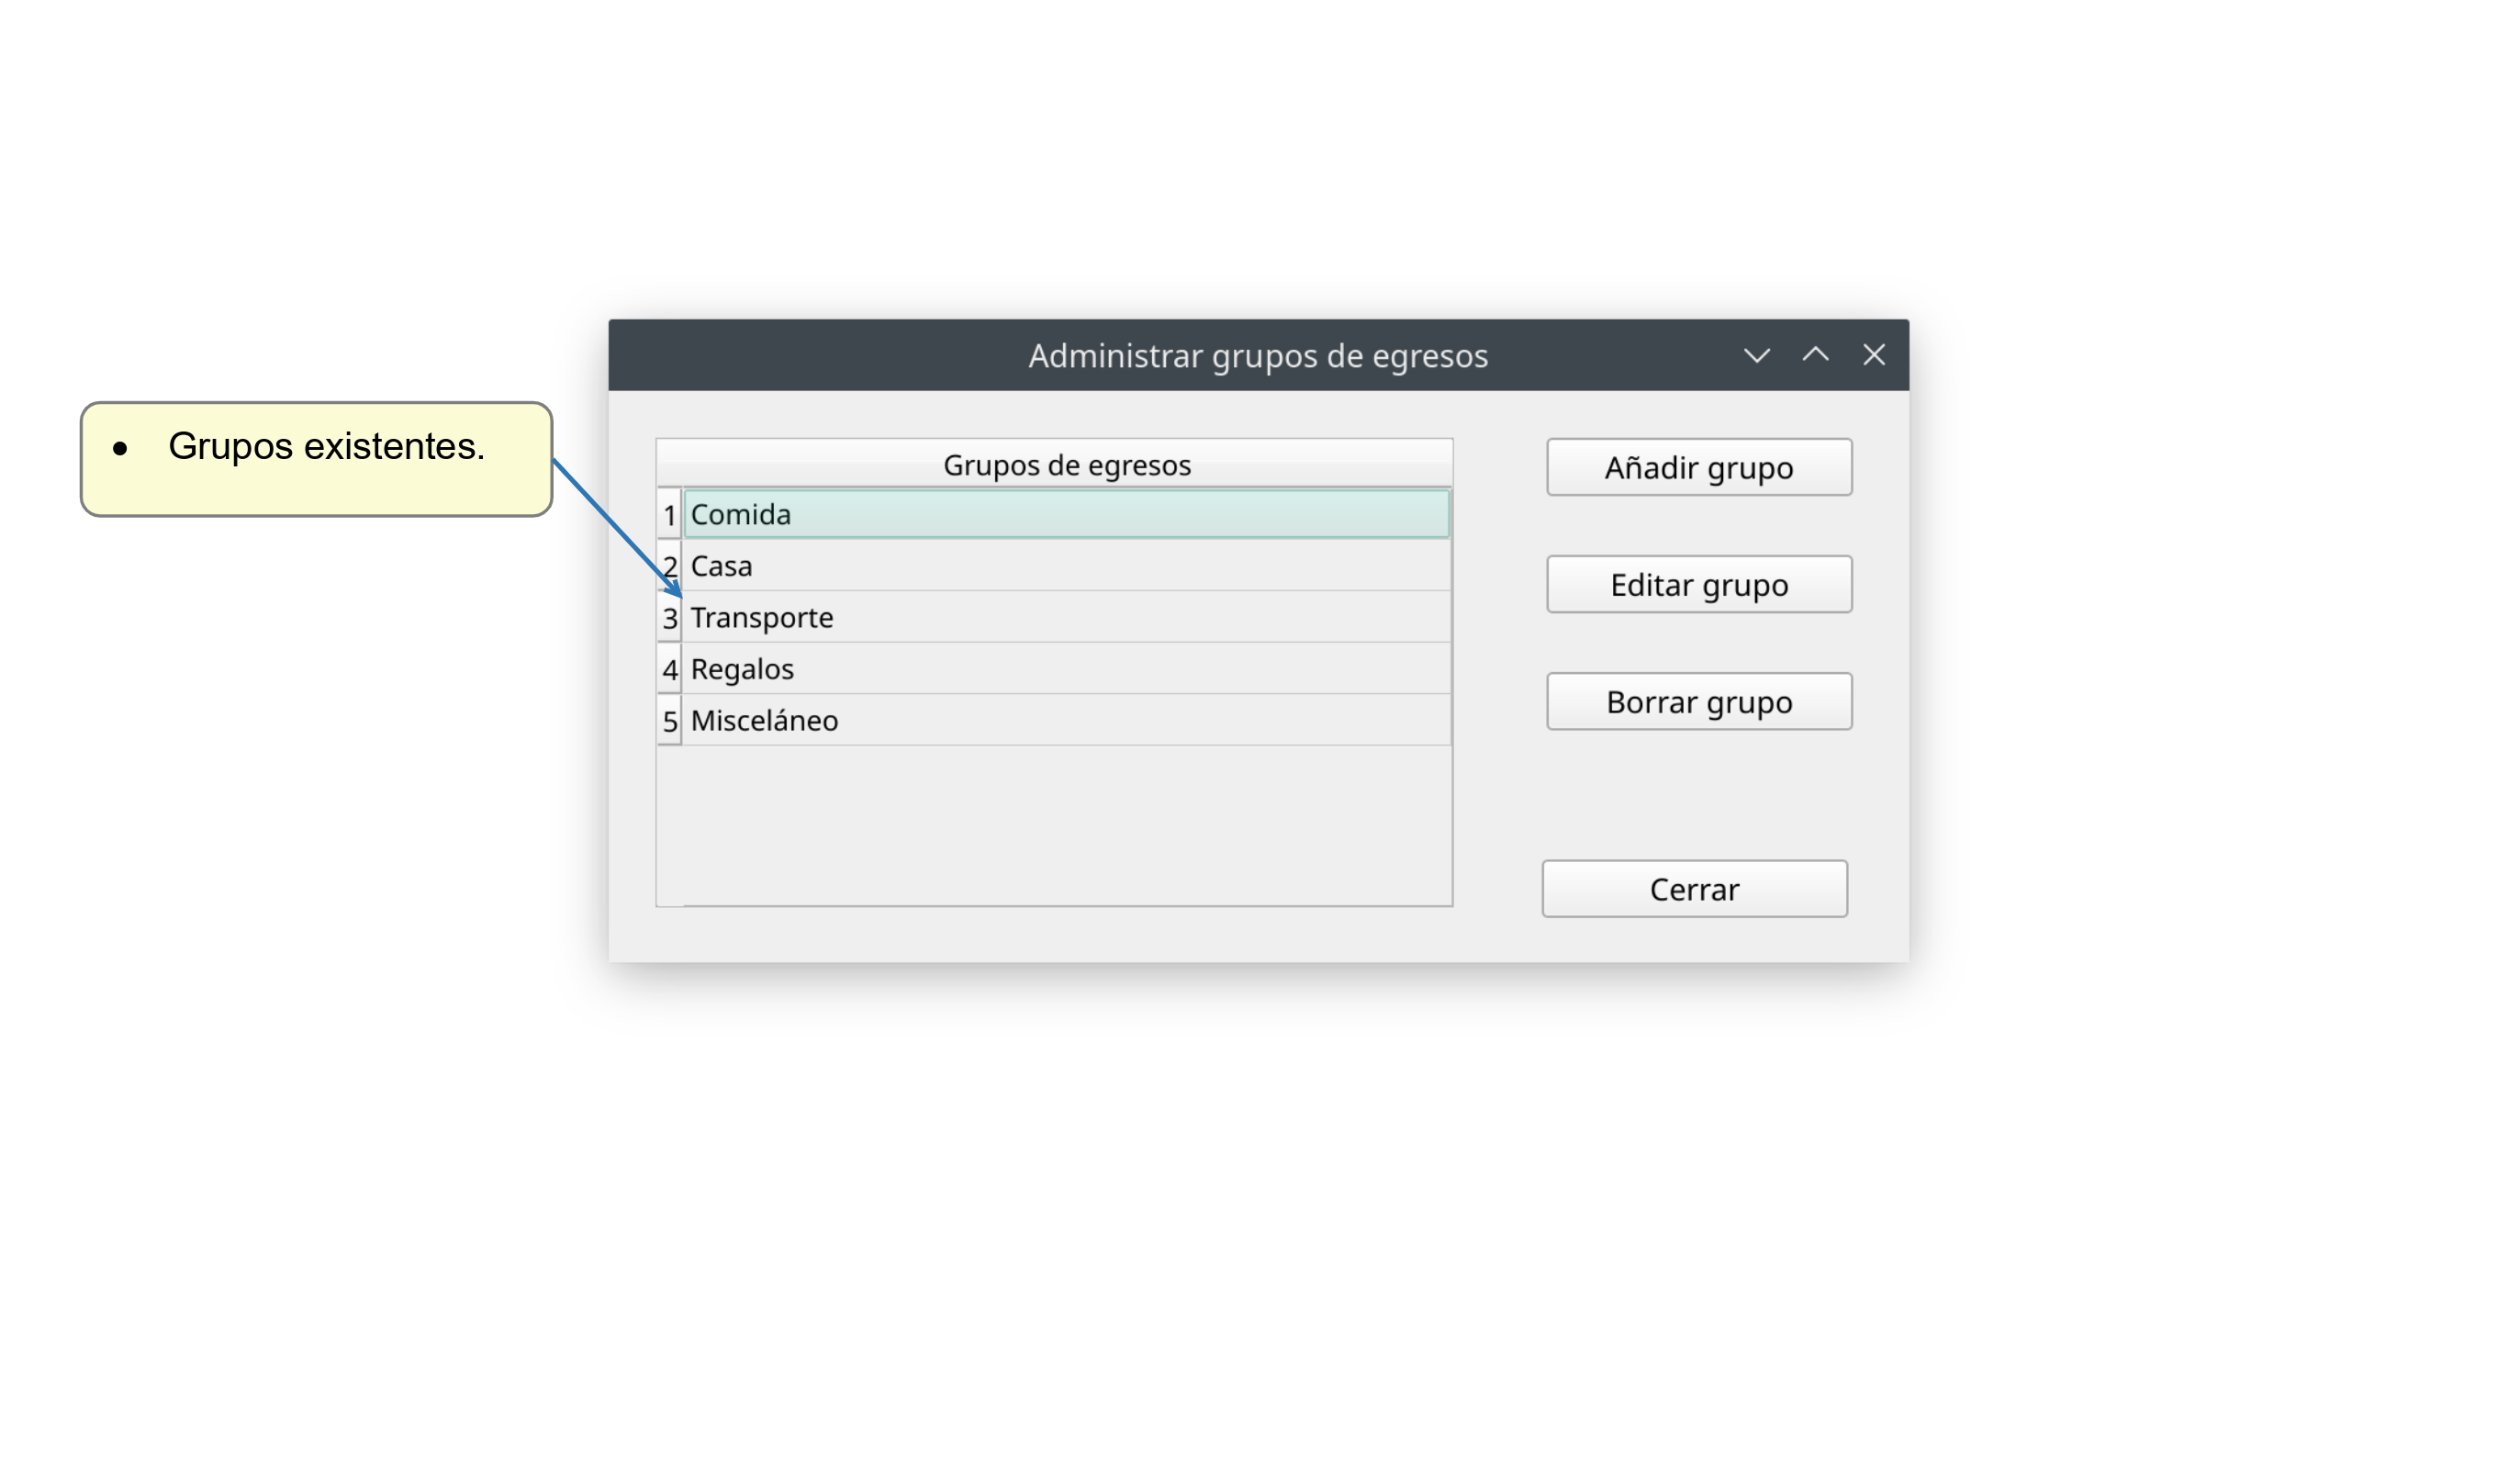 Administrar grupos de egresos
• Grupos existentes.
Grupos de egresos
1 Comida
2 Casa
3 Transporte
4 Regalos
5 Misceláneo
Añadir grupo
Editar grupo
Borrar grupo
Cerrar